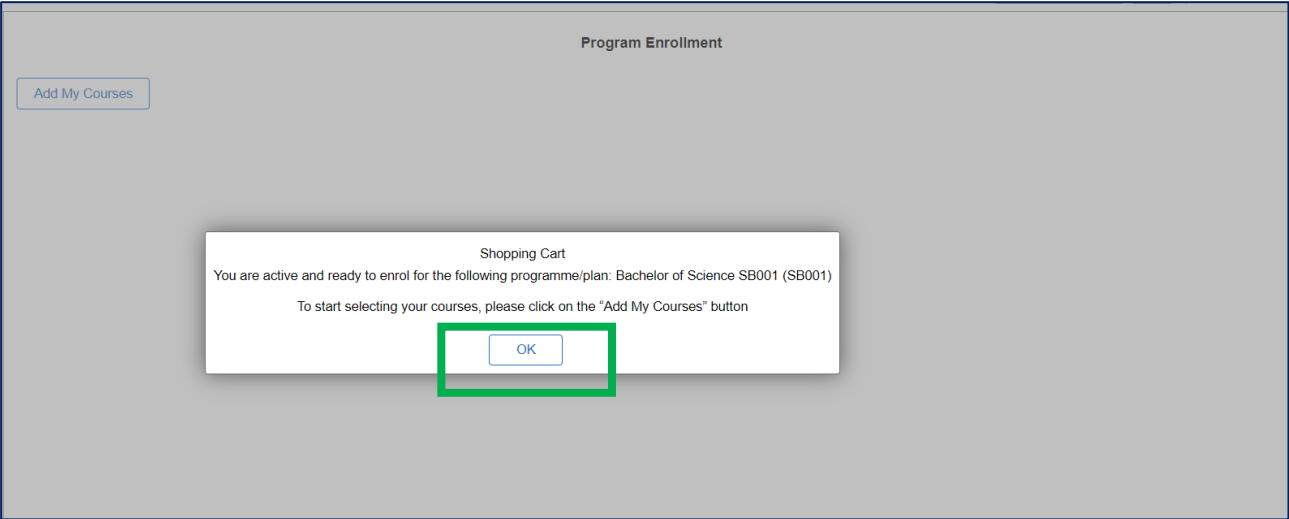 Program Enrollment
Add My Courses
Shopping Cart
You are active and ready to enrol for the following programme/plan: Bachelor of Science SB001 (SB001)
To start selecting your courses, please click on the “Add My Courses” button
OK